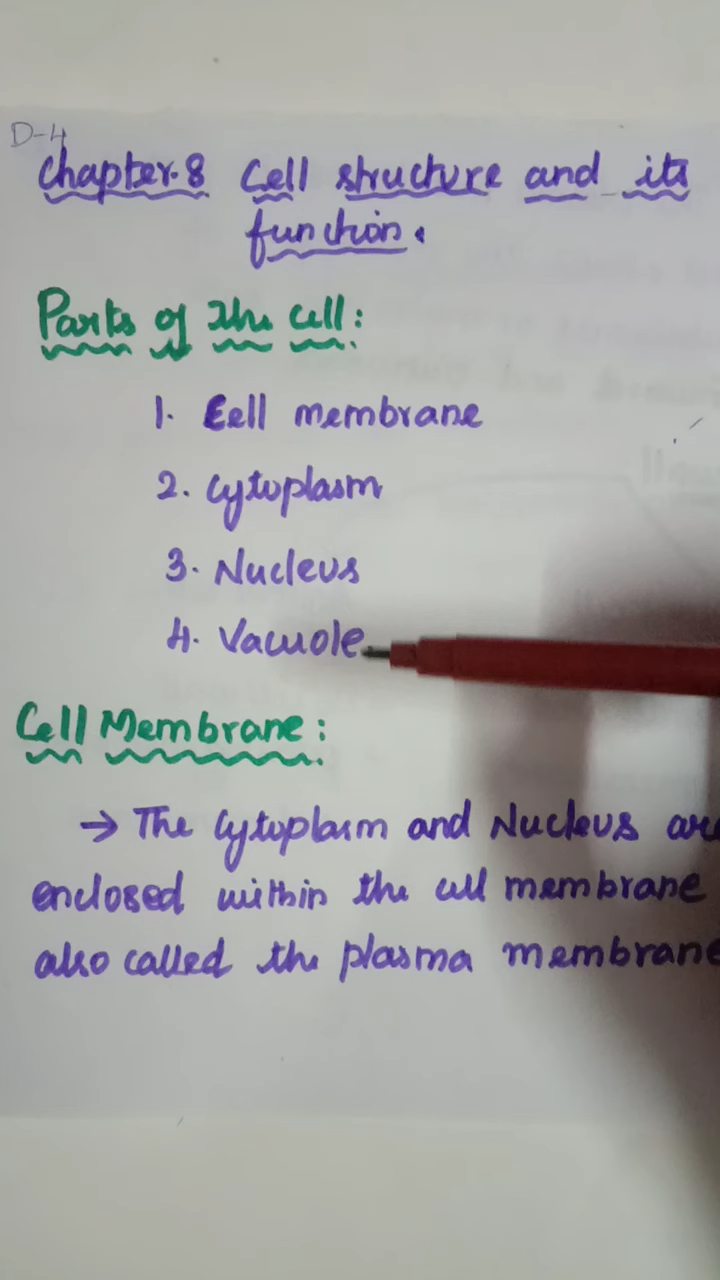 D-4
Chapter.8 Cell structure and its
function.
Parts of the cell:
1. Cell membrane
2. Cytoplasm
3. Nucleus
4. Vacuole
Cell Membrane:
→ The Cytoplasm and Nucleus are
enclosed within the cell membrane
also called the plasma membrane